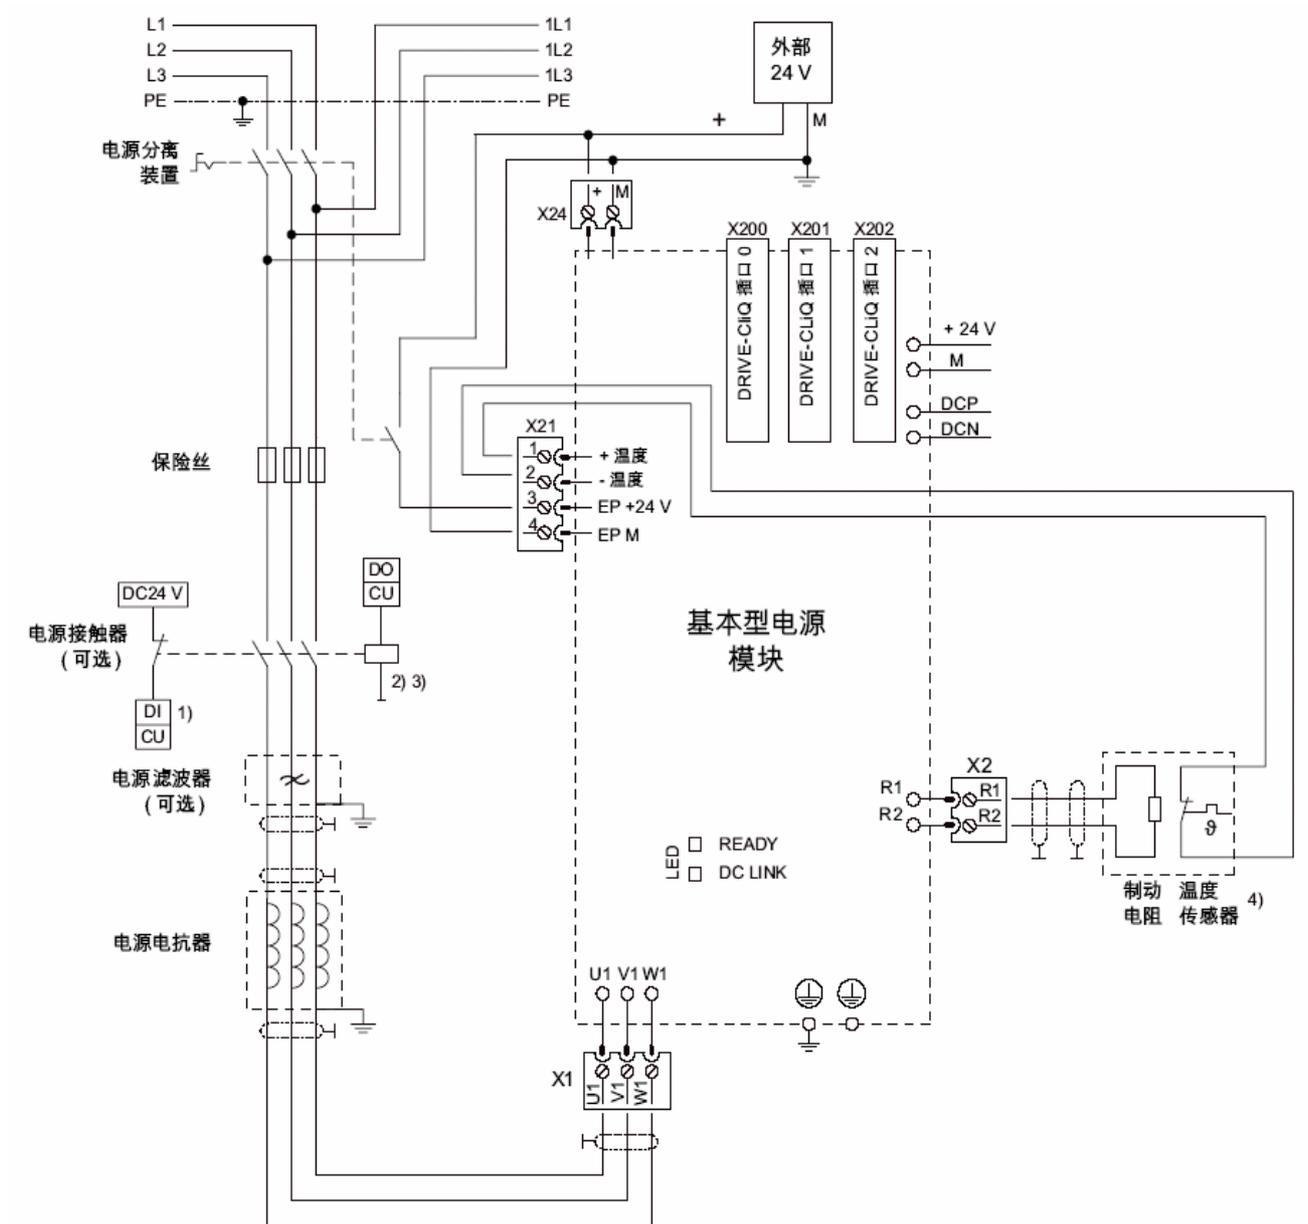 L1
1L1
L2
1L2
L3
1L3
PE
PE
外部
24 V
+
M
电源分离
装置
X24
+
M
X200
X201
X202
DRIVE-CliQ 插口 0
DRIVE-CLiQ 插口 1
DRIVE-CLiQ 插口 2
+ 24 V
M
DCP
DCN
X21
1
+ 温度
2
- 温度
3
EP +24 V
4
EP M
保险丝
DO
CU
DC24 V
电源接触器
(可选)
2) 3)
DI
CU
1)
基本型电源
模块
电源滤波器
(可选)
X2
R1
R1
R2
R2
LED
READY
DC LINK
ϑ
制动
电阻
温度
传感器
4)
电源电抗器
U1 V1 W1
X1
U1
V1
W1